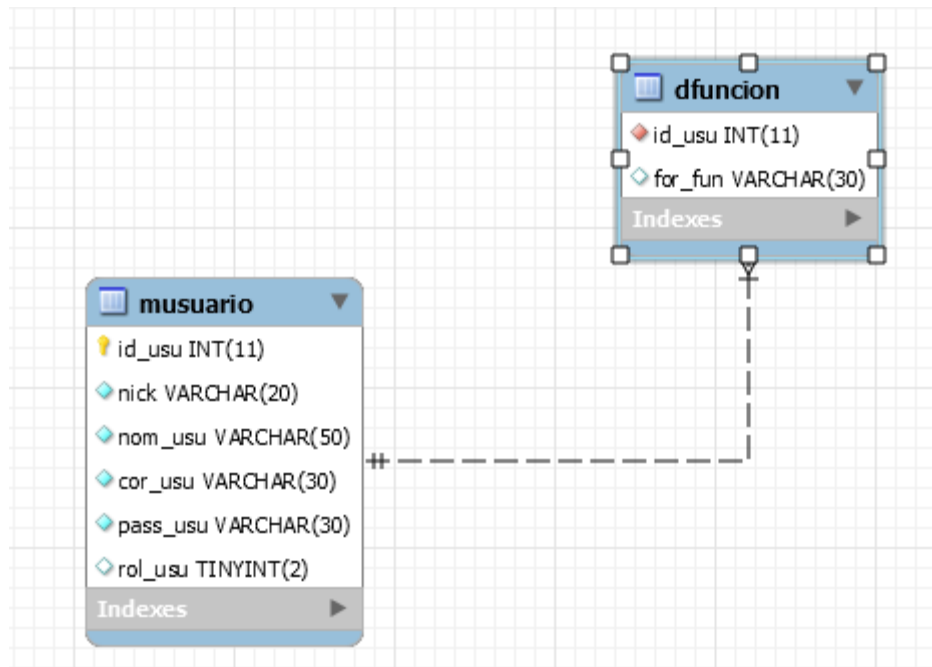 dfuncion
id_usu INT(11)
for_fun VARCHAR(30)
Indexes
musuario
id_usu INT(11)
nick VARCHAR(20)
nom_usu VARCHAR(50)
cor_usu VARCHAR(30)
pass_usu VARCHAR(30)
rol_usu TINYINT(2)
Indexes